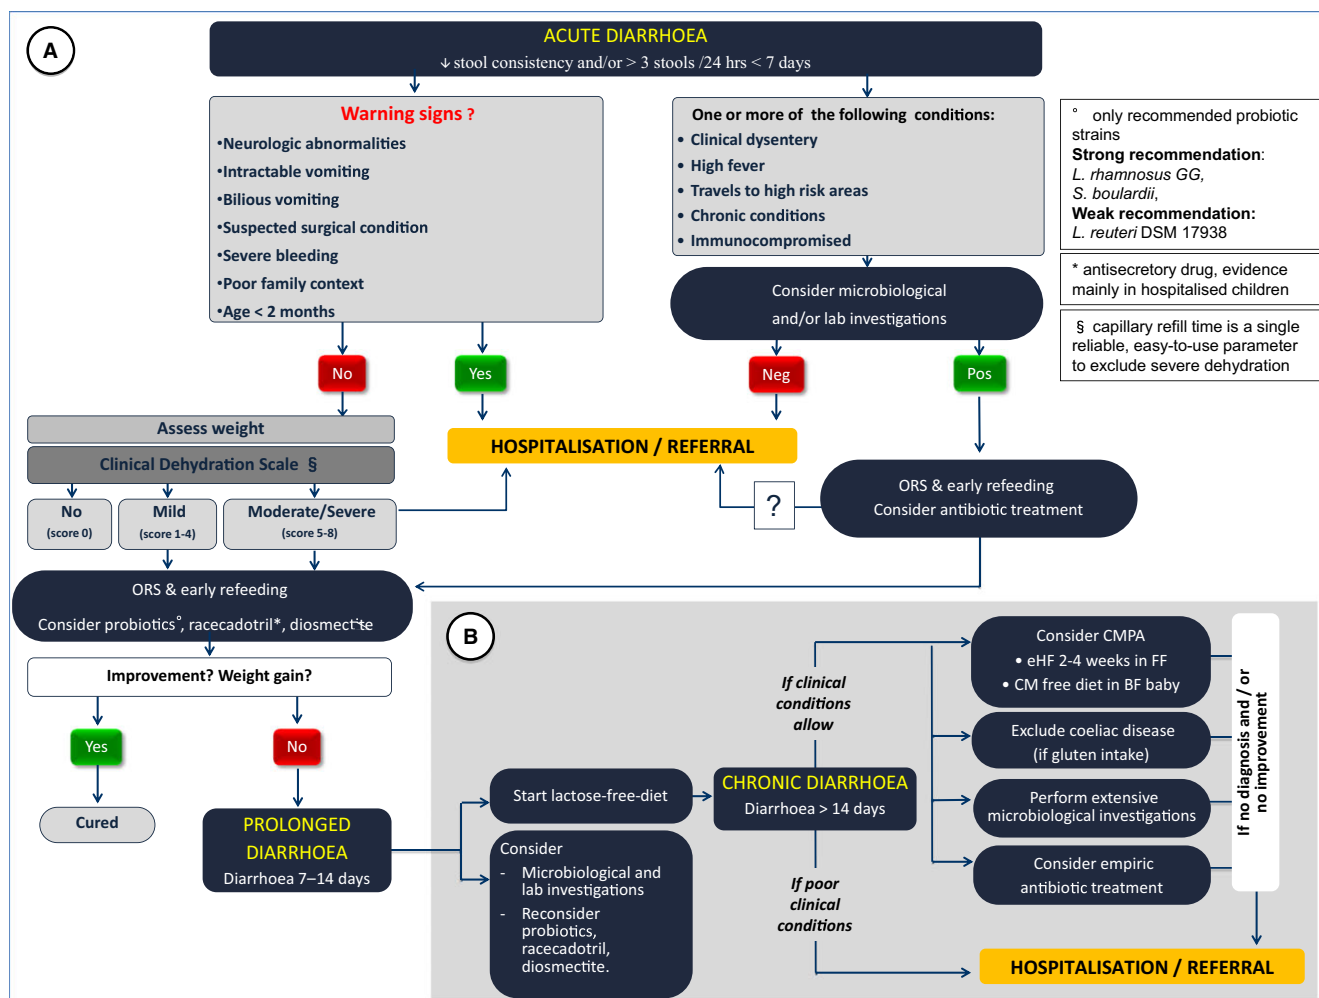 A
ACUTE DIARRHOEA
↓ stool consistency and/or > 3 stools /24 hrs < 7 days
Warning signs ?
•Neurologic abnormalities
•Intractable vomiting
•Bilious vomiting
•Suspected surgical condition
•Severe bleeding
•Poor family context
•Age < 2 months
One or more of the following conditions:
• Clinical dysentery
• High fever
• Travels to high risk areas
• Chronic conditions
• Immunocompromised
° only recommended probiotic
strains
Strong recommendation:
L. rhamnosus GG,
S. boulardii,
Weak recommendation:
L. reuteri DSM 17938
* antisecretory drug, evidence
mainly in hospitalised children
§ capillary refill time is a single
reliable, easy-to-use parameter
to exclude severe dehydration
Consider microbiological
and/or lab investigations
No
Yes
Neg
Pos
Assess weight
Clinical Dehydration Scale §
HOSPITALISATION / REFERRAL
No
(score 0)
Mild
(score 1-4)
Moderate/Severe
(score 5-8)
?
ORS & early refeeding
Consider antibiotic treatment
ORS & early refeeding
Consider probiotics°, racecadotril*, diosmectite
Improvement? Weight gain?
Yes
No
Cured
PROLONGED
DIARRHOEA
Diarrhoea 7–14 days
B
Start lactose-free-diet
Consider
- Microbiological and
lab investigations
- Reconsider
probiotics,
racecadotril,
diosmectite.
CHRONIC DIARRHOEA
Diarrhoea > 14 days
If clinical
conditions
allow
If poor
clinical
conditions
Consider CMPA
• eHF 2-4 weeks in FF
• CM free diet in BF baby
Exclude coeliac disease
(if gluten intake)
Perform extensive
microbiological investigations
Consider empiric
antibiotic treatment
If no diagnosis and / or
no improvement
HOSPITALISATION / REFERRAL